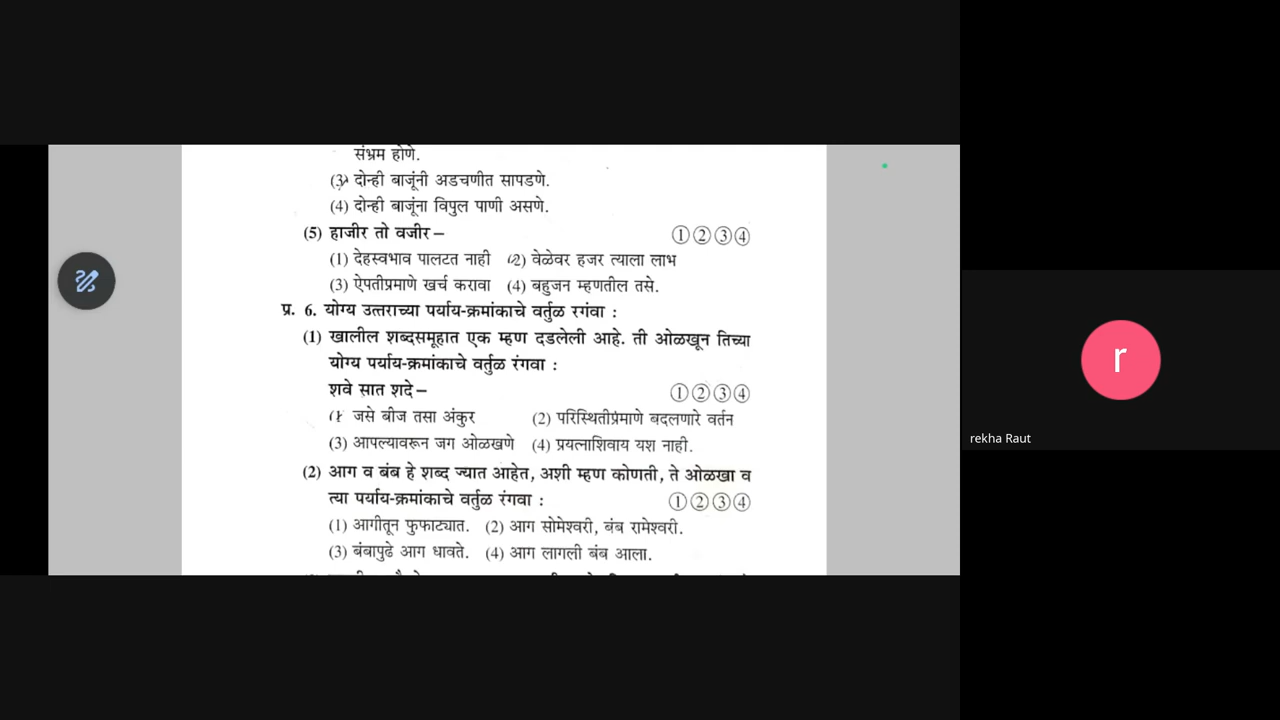 संभ्रम होणे.
(3) दोन्ही बाजूंनी अडचणीत सापडणे.
(4) दोन्ही बाजूंना विपुल पाणी असणे.
(5) हाजीर तो वजीर – ①②③④
(1) देहस्वभाव पालटत नाही (2) वेळेवर हजर त्याला लाभ
(3) ऐपतीप्रमाणे खर्च करावा (4) बहुजन म्हणतील तसे.
प्र. 6. योग्य उत्तराच्या पर्याय-क्रमांकाचे वर्तुळ रगंवा :
(1) खालील शब्दसमूहात एक म्हण दडलेली आहे. ती ओळखून तिच्या
योग्य पर्याय-क्रमांकाचे वर्तुळ रंगवा :
शवे सात शदे – ①②③④
(1 जसे बीज तसा अंकुर (2) परिस्थितीप्रमाणे बदलणारे वर्तन
(3) आपल्यावरून जग ओळखणे (4) प्रयत्नाशिवाय यश नाही.
(2) आग व बंब हे शब्द ज्यात आहेत, अशी म्हण कोणती, ते ओळखा व
त्या पर्याय-क्रमांकाचे वर्तुळ रंगवा : ①②③④
(1) आगीतून फुफाट्यात. (2) आग सोमेश्वरी, बंब रामेश्वरी.
(3) बंबापुढे आग धावते. (4) आग लागली बंब आला.
r
rekha Raut